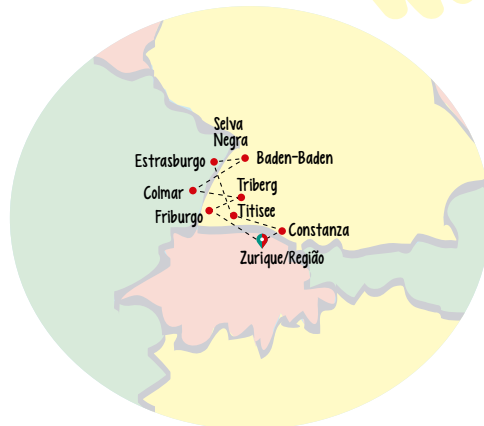 Selva
Negra
Estrasburgo
Baden-Baden
Colmar
Triberg
Friburgo
Titisee
Constanza
Zurique/Região